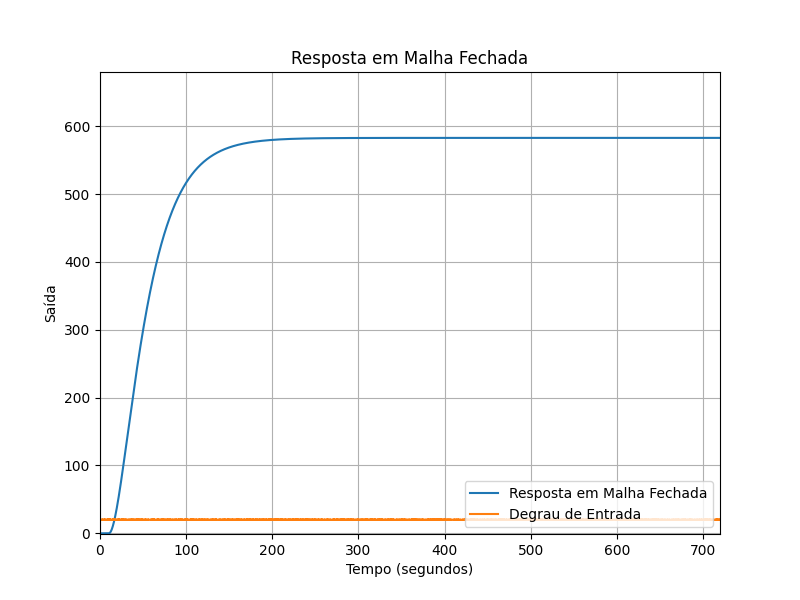 Resposta em Malha Fechada
600
500
400
300
200
100
0
Saída
Resposta em Malha Fechada
Degrau de Entrada
0 100 200 300 400 500 600 700
Tempo (segundos)